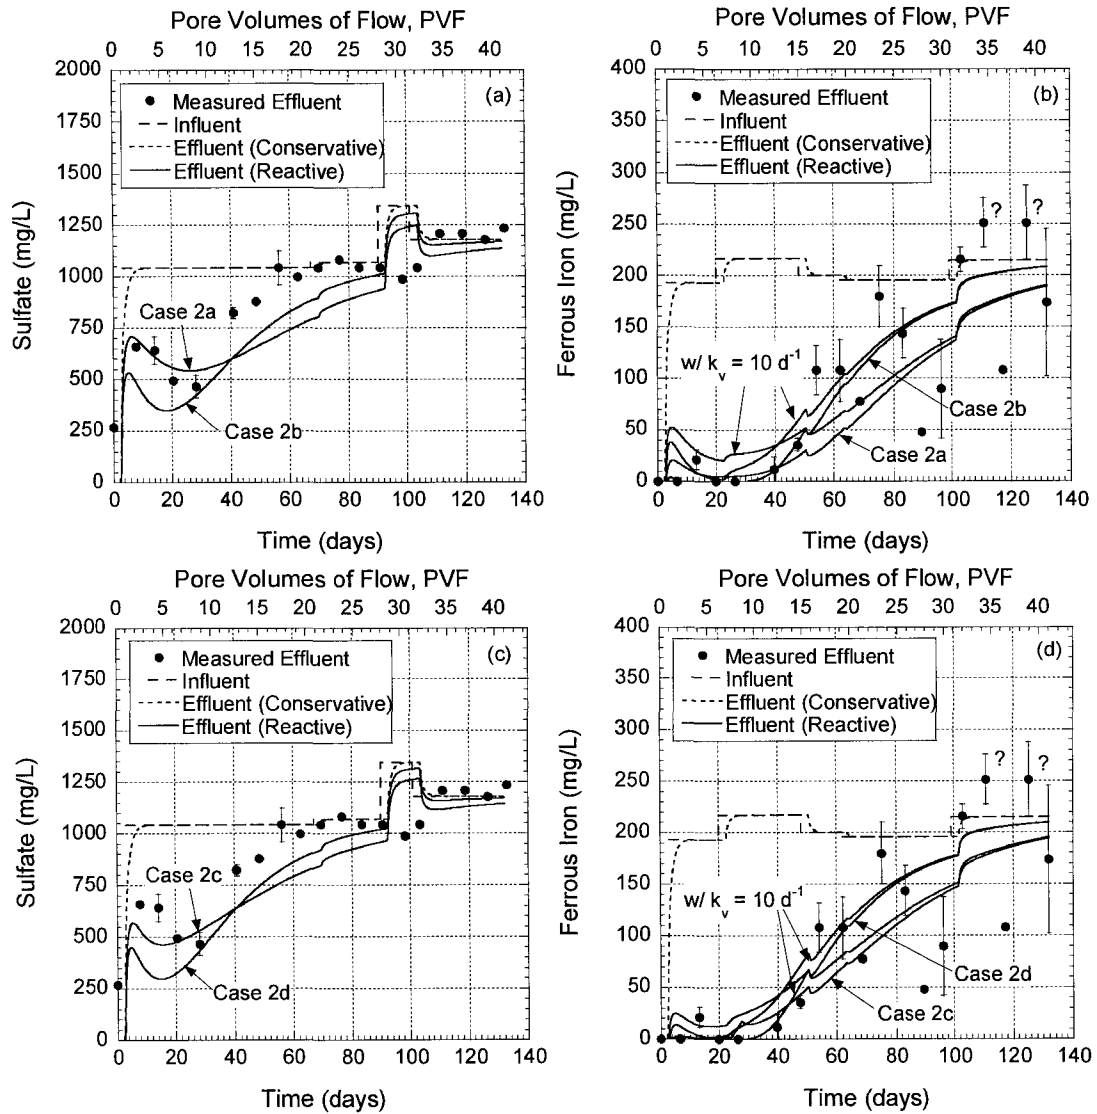 Pore Volumes of Flow, PVF
0 5 10 15 20 25 30 35 40
2000
1750
1500
1250
1000
750
500
250
0
Sulfate (mg/L)
Measured Effluent
Influent
Effluent (Conservative)
Effluent (Reactive)
(a)
Case 2a
Case 2b
0 20 40 60 80 100 120 140
Time (days)
Pore Volumes of Flow, PVF
0 5 10 15 20 25 30 35 40
400
350
300
250
200
150
100
50
0
Ferrous Iron (mg/L)
Measured Effluent
Influent
Effluent (Conservative)
Effluent (Reactive)
(b)
? ?
w/ kv = 10 d-1
Case 2b
Case 2a
0 20 40 60 80 100 120 140
Time (days)
Pore Volumes of Flow, PVF
0 5 10 15 20 25 30 35 40
2000
1750
1500
1250
1000
750
500
250
0
Sulfate (mg/L)
Measured Effluent
Influent
Effluent (Conservative)
Effluent (Reactive)
(c)
Case 2c
Case 2d
0 20 40 60 80 100 120 140
Time (days)
Pore Volumes of Flow, PVF
0 5 10 15 20 25 30 35 40
400
350
300
250
200
150
100
50
0
Ferrous Iron (mg/L)
Measured Effluent
Influent
Effluent (Conservative)
Effluent (Reactive)
(d)
? ?
w/ kv = 10 d-1
Case 2d
Case 2c
0 20 40 60 80 100 120 140
Time (days)